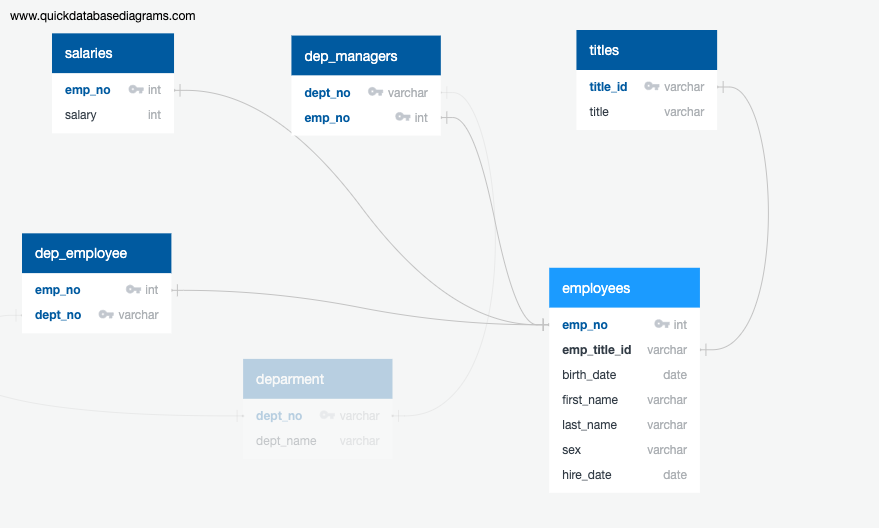 www.quickdatabasediagrams.com
salaries
emp_no int
salary int
dep_managers
dept_no varchar
emp_no int
titles
title_id varchar
title varchar
dep_employee
emp_no int
dept_no varchar
deparment
dept_no varchar
dept_name varchar
employees
emp_no int
emp_title_id varchar
birth_date date
first_name varchar
last_name varchar
sex varchar
hire_date date